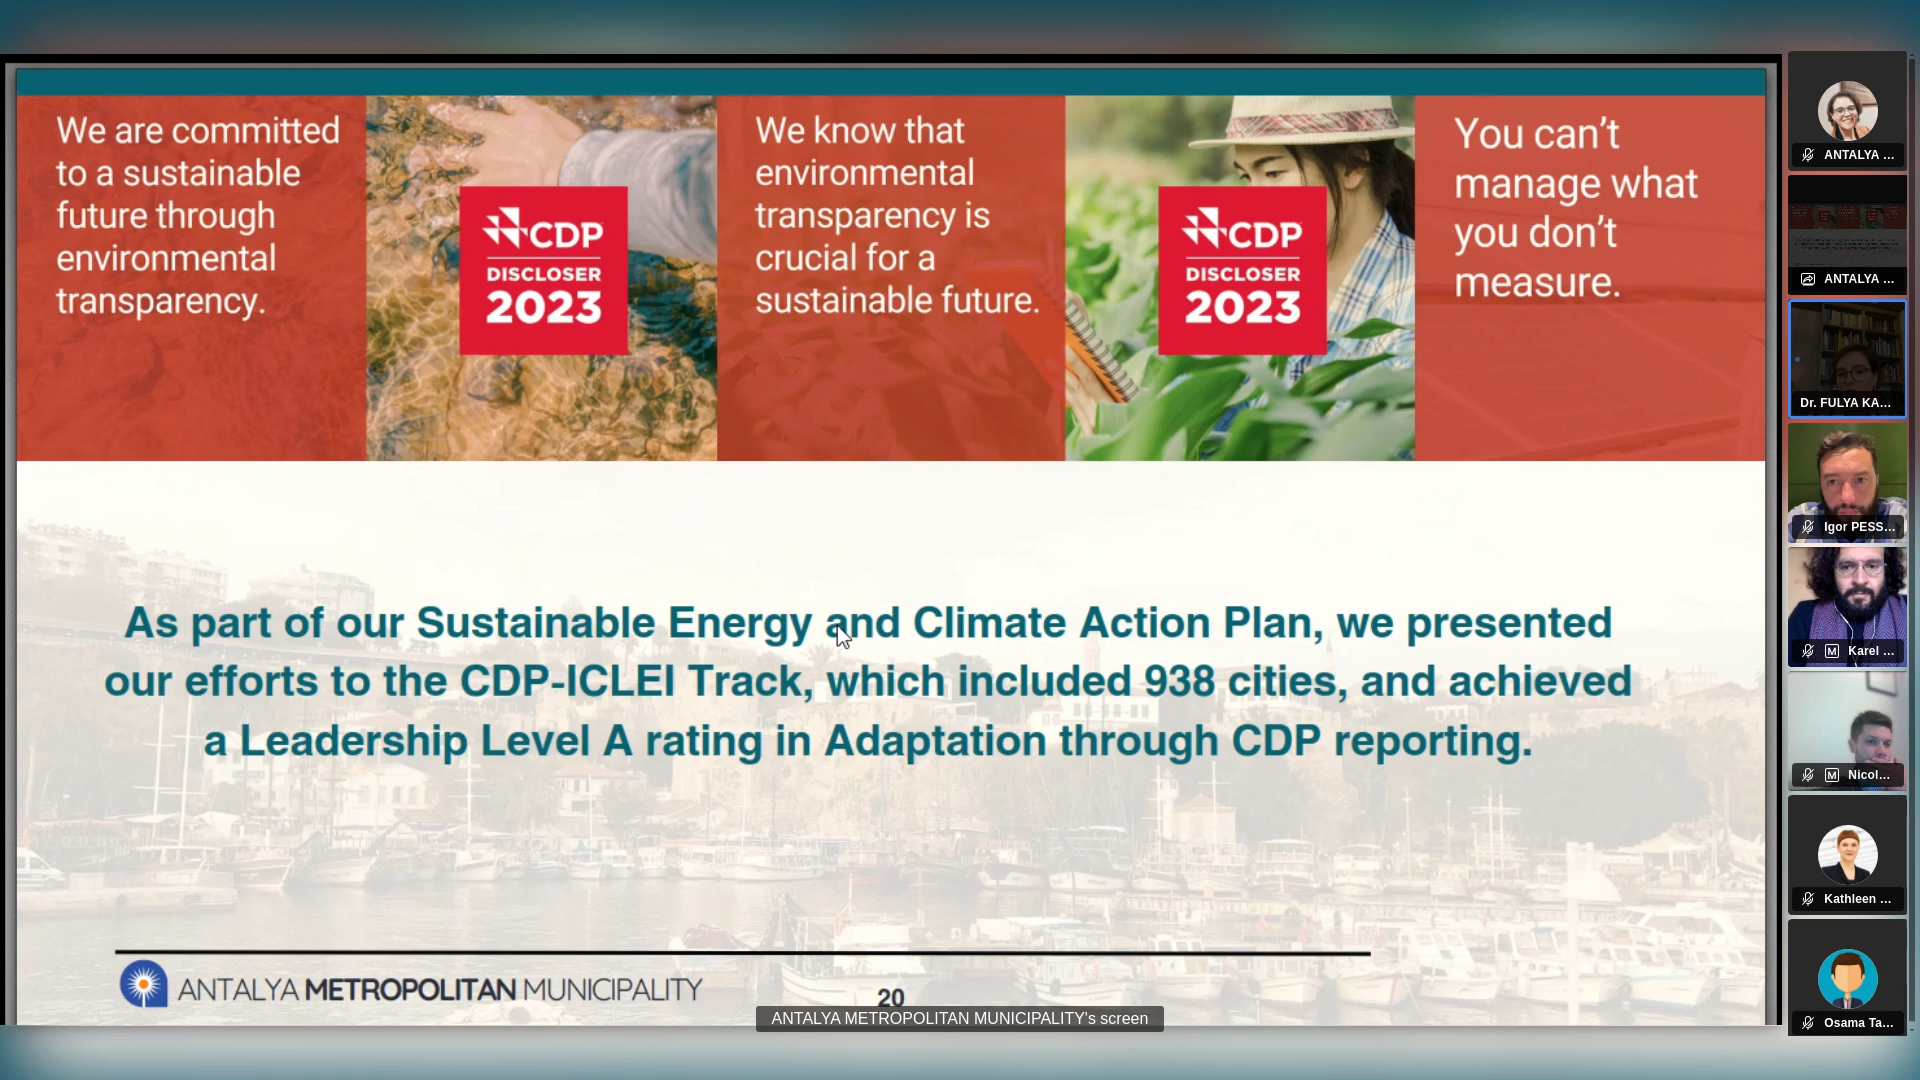 We are committed
to a sustainable
future through
environmental
transparency.
CDP
DISCLOSER
2023
We know that
environmental
transparency is
crucial for a
sustainable future.
CDP
DISCLOSER
2023
You can't
manage what
you don't
measure.
As part of our Sustainable Energy and Climate Action Plan, we presented
our efforts to the CDP-ICLEI Track, which included 938 cities, and achieved
a Leadership Level A rating in Adaptation through CDP reporting.
ANTALYA METROPOLITAN MUNICIPALITY
20
ANTALYA METROPOLITAN MUNICIPALITY's screen
ANTALYA ...
ANTALYA ...
Dr. FULYA KA...
Igor PESS...
M Karel ...
M Nicol...
Kathleen ...
Osama Ta...